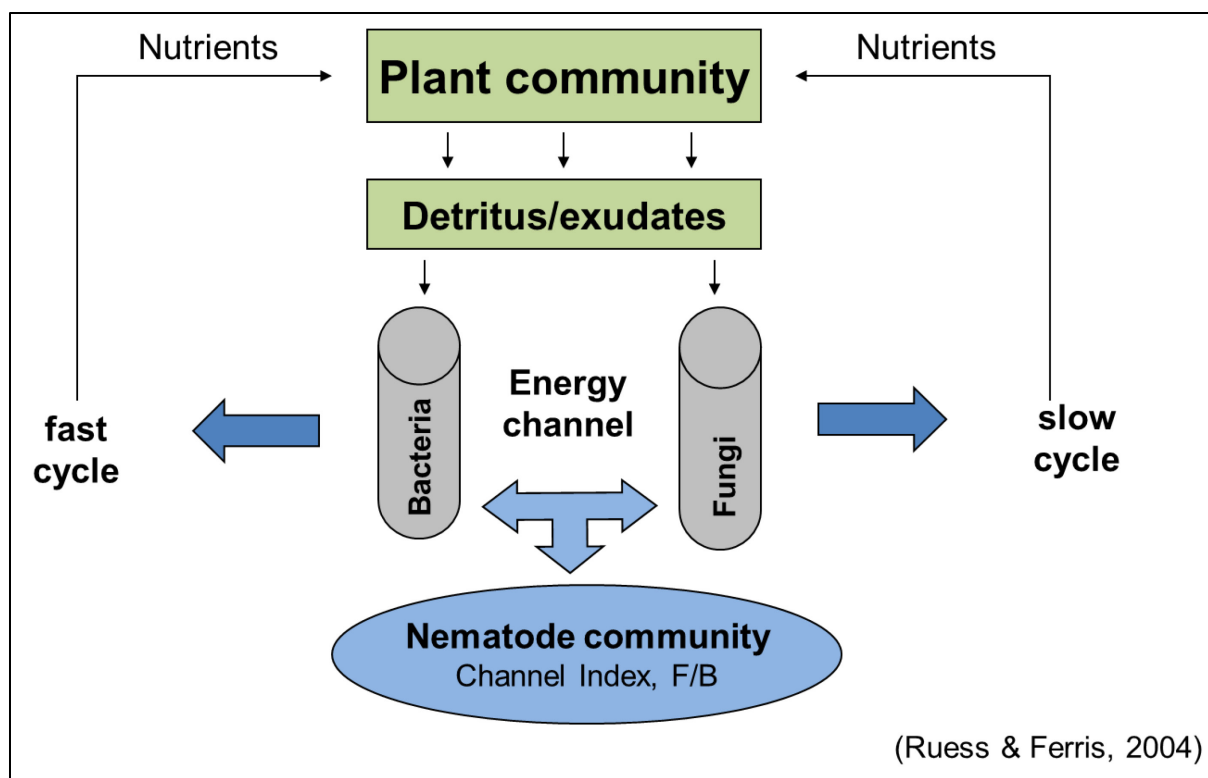 Nutrients
Plant community
Nutrients
Detritus/exudates
Bacteria
Energy
channel
Fungi
fast
cycle
slow
cycle
Nematode community
Channel Index, F/B
(Ruess & Ferris, 2004)